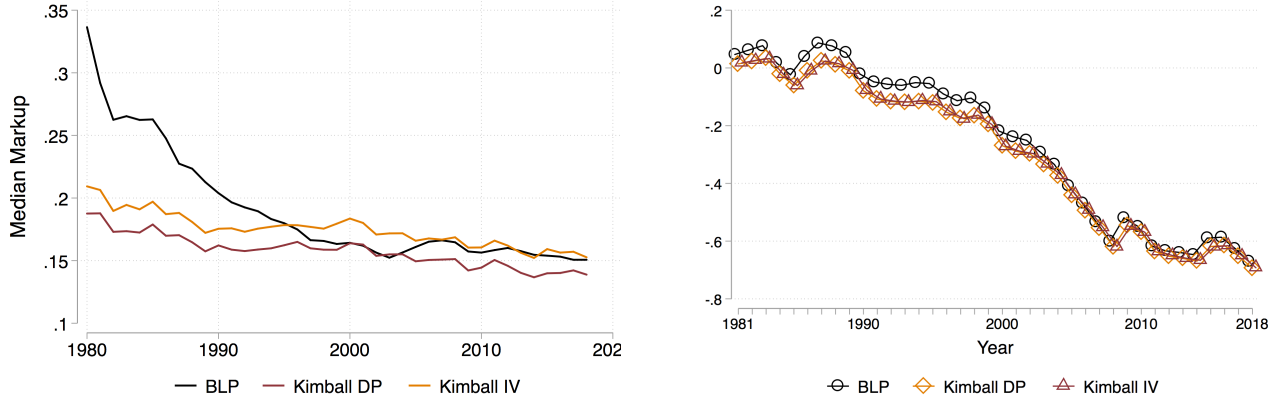 .35
.3
.25
.2
.15
.1
Median Markup
1980
1990
2000
2010
202
BLP
Kimball DP
Kimball IV
.2
0
-.2
-.4
-.6
-.8
1981
1990
2000
2010
2018
Year
BLP
Kimball DP
Kimball IV